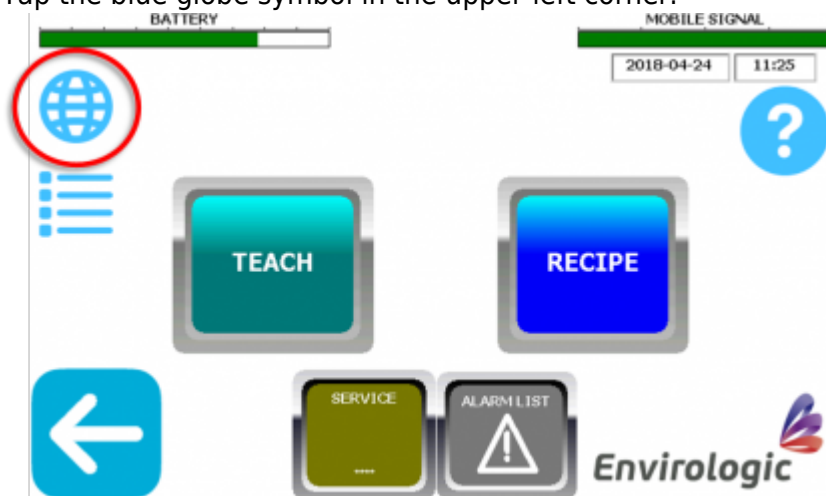 Tap the blue globe symbol in the upper left corner.
BATTERY
MOBILE SIGNAL
2018-04-24 11:25
?
TEACH
RECIPE
SERVICE
----
ALARM LIST
Envirologic